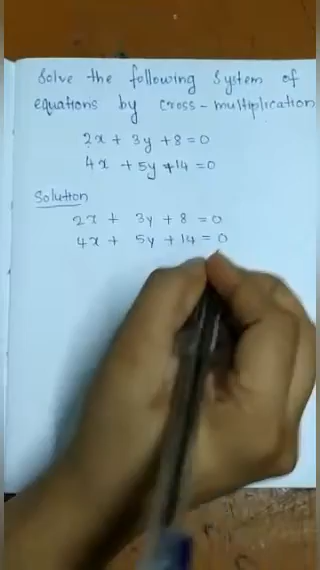 Solve the following System of
equations by Cross-multiplication
2x + 3y + 8 = 0
4x + 5y + 14 = 0
Solution
2x + 3y + 8 = 0
4x + 5y + 14 = 0